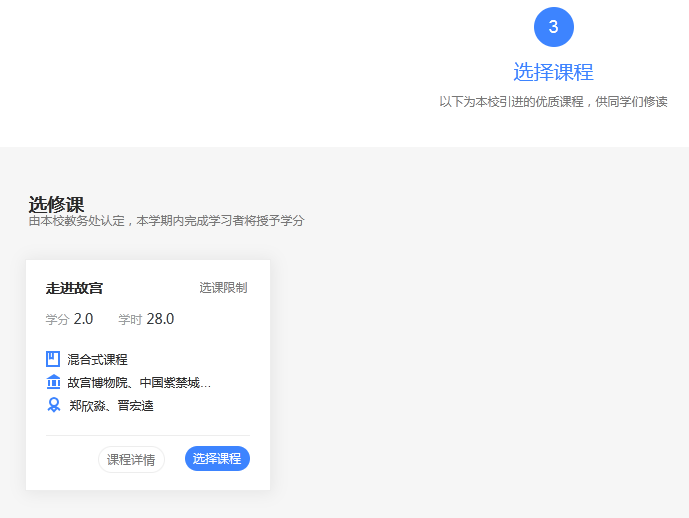 3
选择课程
以下为本校引进的优质课程，供同学们修读
选修课
由本校教务处认定，本学期内完成学习者将授予学分
走进故宫 选课限制
学分 2.0 学时 28.0
混合式课程
故宫博物院、中国紫禁城...
郑欣淼、晋宏逵
课程详情 选择课程